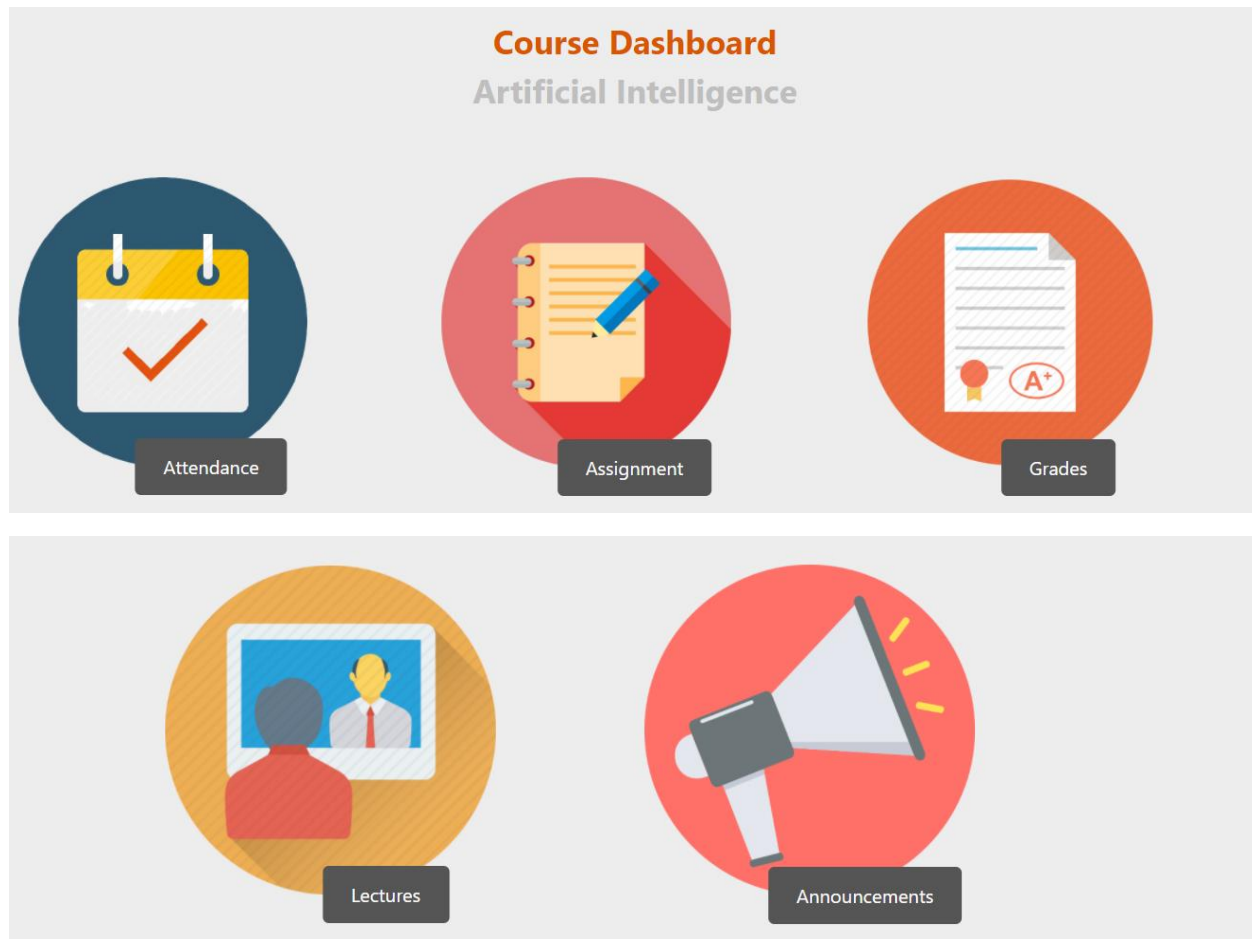 Course Dashboard
Artificial Intelligence
A+
Attendance
Assignment
Grades
Lectures
Announcements